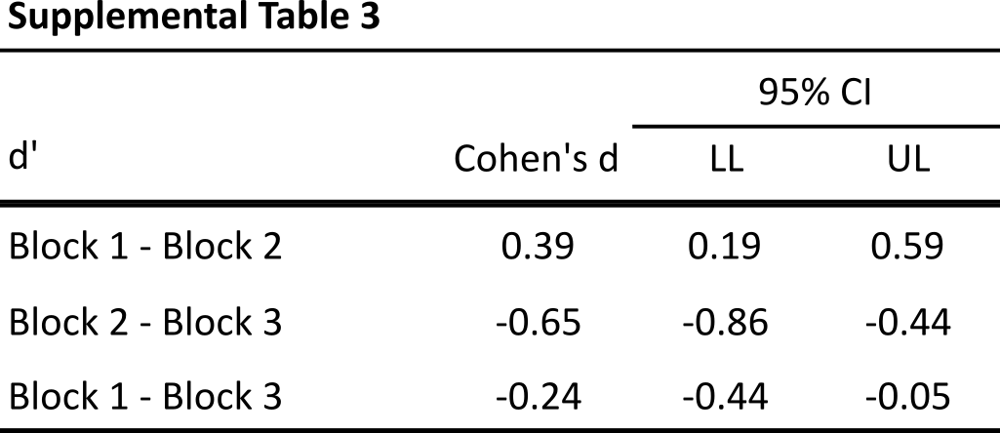 Supplemental Table 3
95% CI
d' Cohen's d LL UL
Block 1 - Block 2 0.39 0.19 0.59
Block 2 - Block 3 -0.65 -0.86 -0.44
Block 1 - Block 3 -0.24 -0.44 -0.05